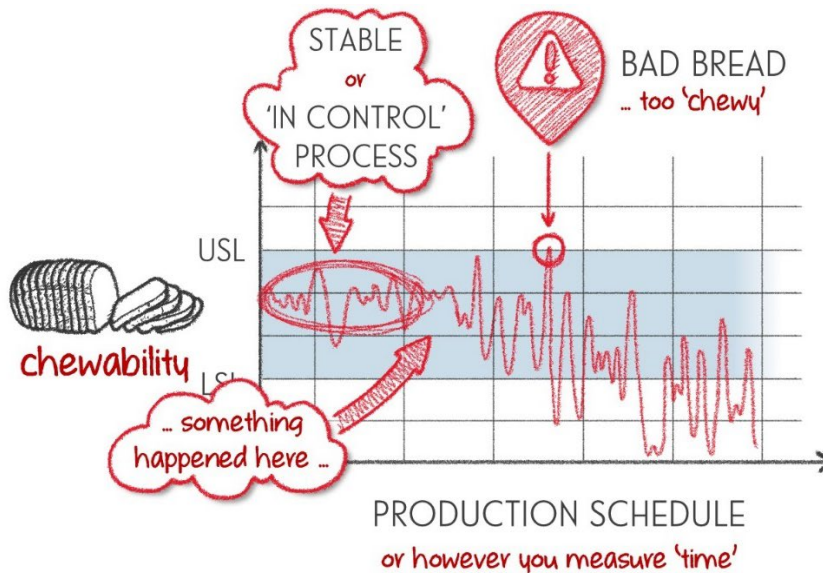 STABLE
or
'IN CONTROL'
PROCESS
BAD BREAD
... too 'chewy'
USL
chewability
... something
happened here ...
PRODUCTION SCHEDULE
or however you measure 'time'